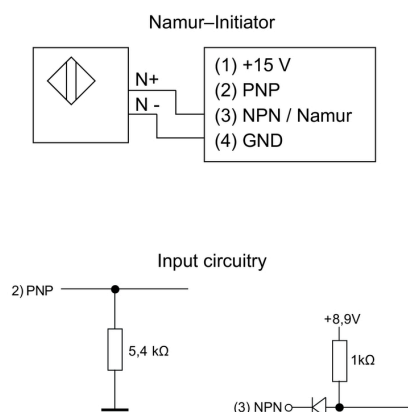 Namur–Initiator
N+
N -
(1) +15 V
(2) PNP
(3) NPN / Namur
(4) GND
Input circuitry
2) PNP
5,4 kΩ
+8,9V
1kΩ
(3) NPN